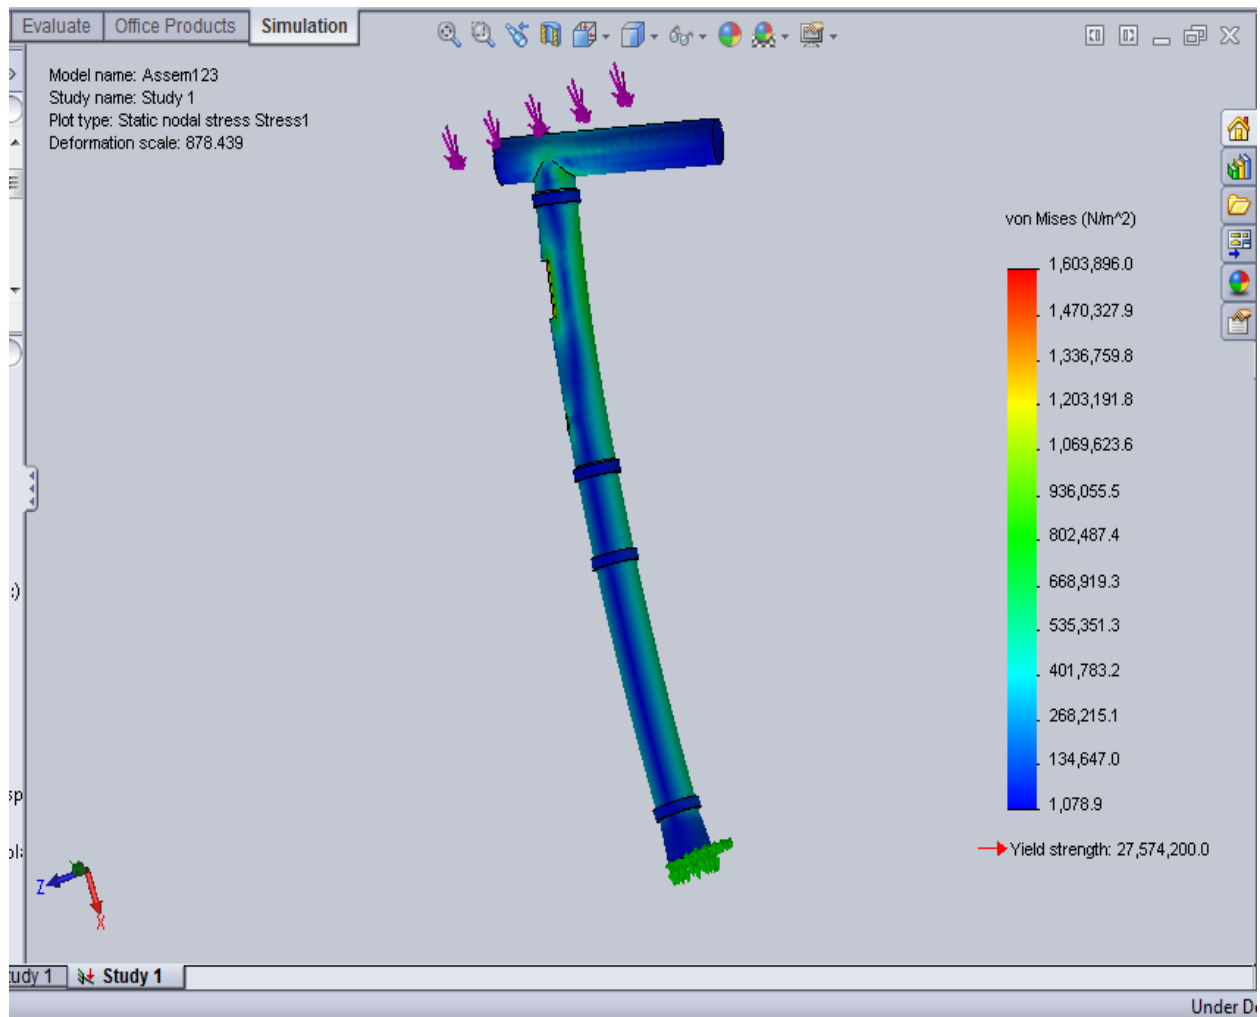 Evaluate Office Products Simulation
Model name: Assem123
Study name: Study 1
Plot type: Static nodal stress Stress1
Deformation scale: 878.439
von Mises (N/m^2)
1,603,896.0
1,470,327.9
1,336,759.8
1,203,191.8
1,069,623.6
936,055.5
802,487.4
668,919.3
535,351.3
401,783.2
268,215.1
134,647.0
1,078.9
Yield strength: 27,574,200.0
:)
sp
Z
X
Study 1
Under